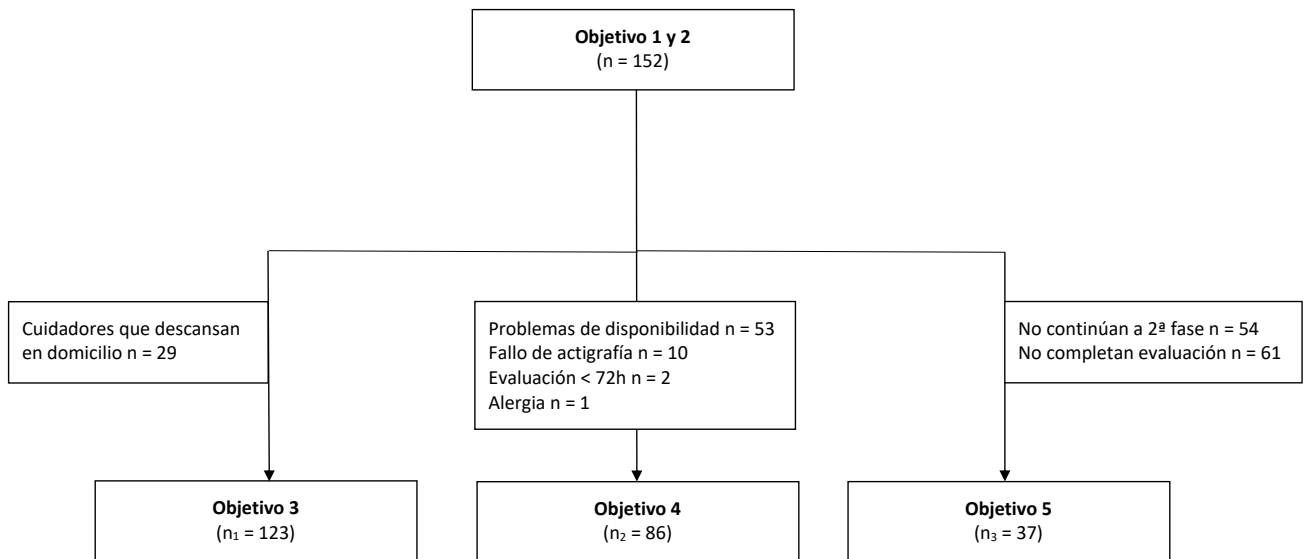 Objetivo 1 y 2
(n = 152)
Cuidadores que descansan
en domicilio n = 29
Problemas de disponibilidad n = 53
Fallo de actigrafía n = 10
Evaluación < 72h n = 2
Alergia n = 1
No continúan a 2ª fase n = 54
No completan evaluación n = 61
Objetivo 3
(n₁ = 123)
Objetivo 4
(n₂ = 86)
Objetivo 5
(n₃ = 37)